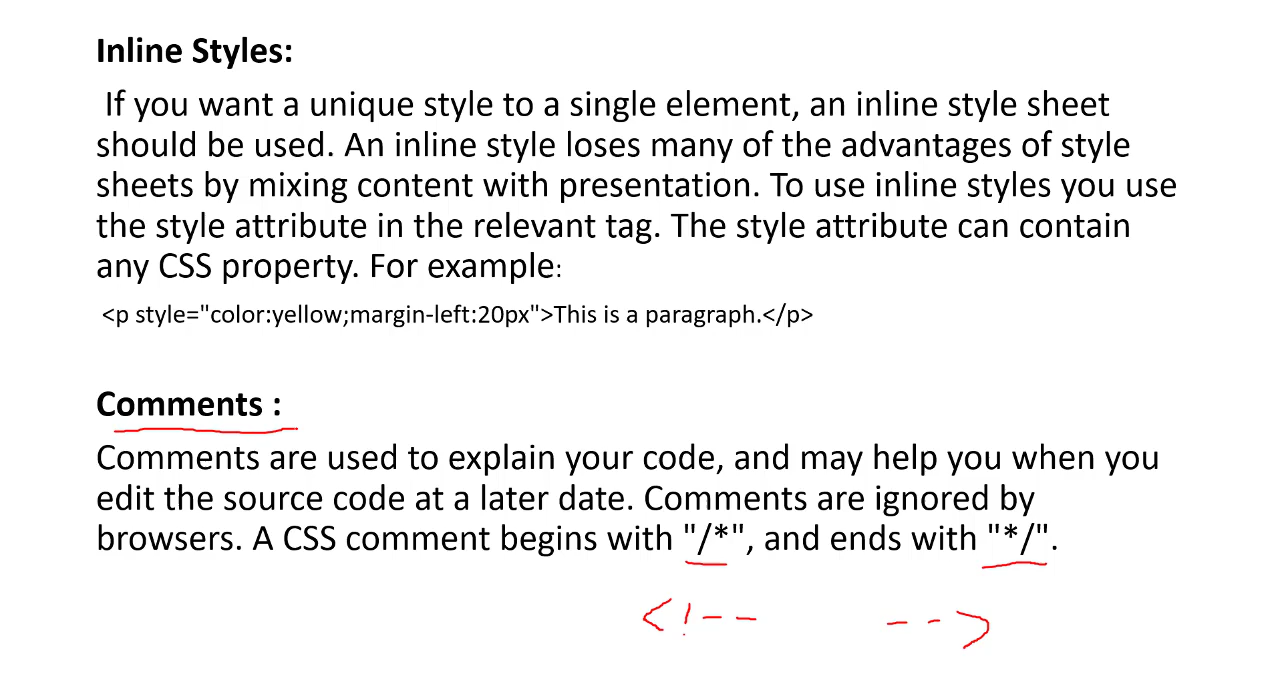 Inline Styles:
If you want a unique style to a single element, an inline style sheet
should be used. An inline style loses many of the advantages of style
sheets by mixing content with presentation. To use inline styles you use
the style attribute in the relevant tag. The style attribute can contain
any CSS property. For example:
<p style="color:yellow;margin-left:20px">This is a paragraph.</p>
Comments :
Comments are used to explain your code, and may help you when you
edit the source code at a later date. Comments are ignored by
browsers. A CSS comment begins with "/*", and ends with "*/".
<!-- -->